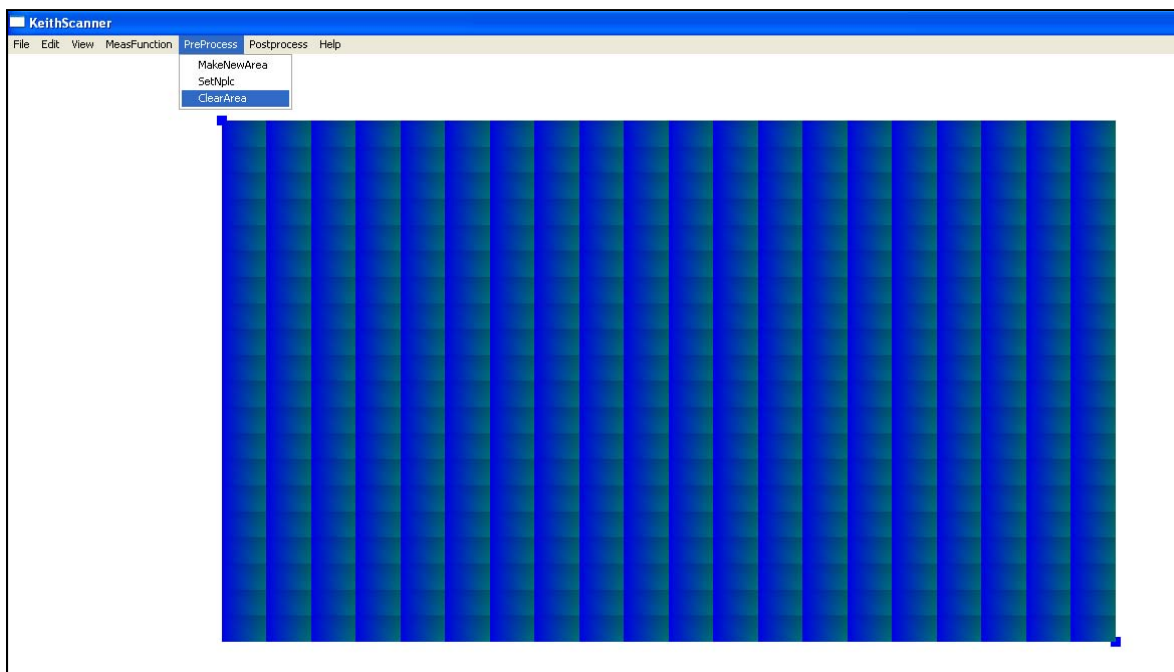 KeithScanner
File Edit View MeasFunction PreProcess Postprocess Help
MakeNewArea
SetNplc
ClearArea